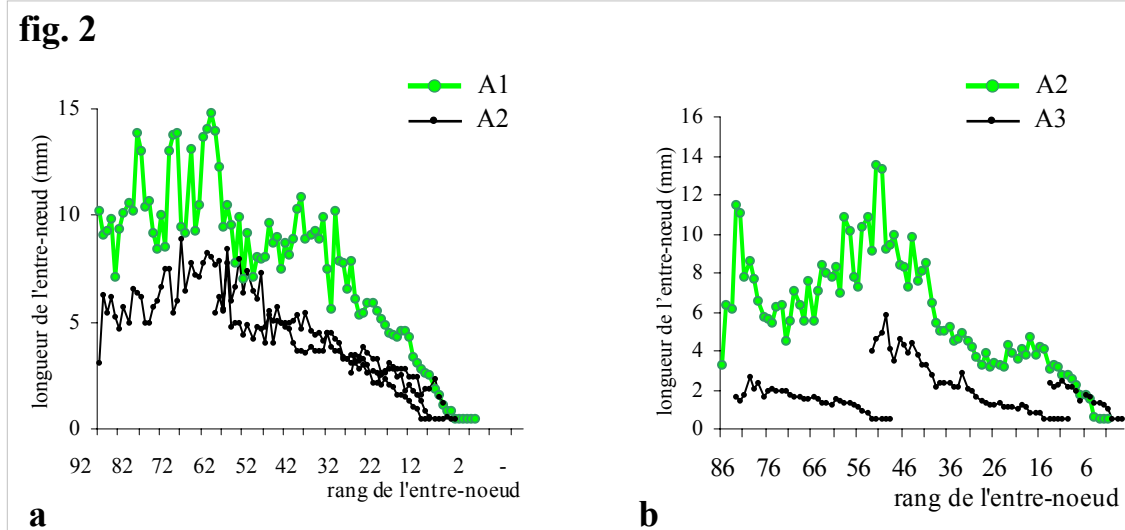 fig. 2
A1
A2
longueur de l'entre-nœud (mm)
15
10
5
0
92 82 72 62 52 42 32 22 12 2 -
rang de l'entre-noeud
a
A2
A3
longueur de l'entre-nœud (mm)
16
14
12
10
8
6
4
2
0
86 76 66 56 46 36 26 16 6
rang de l'entre-noeud
b